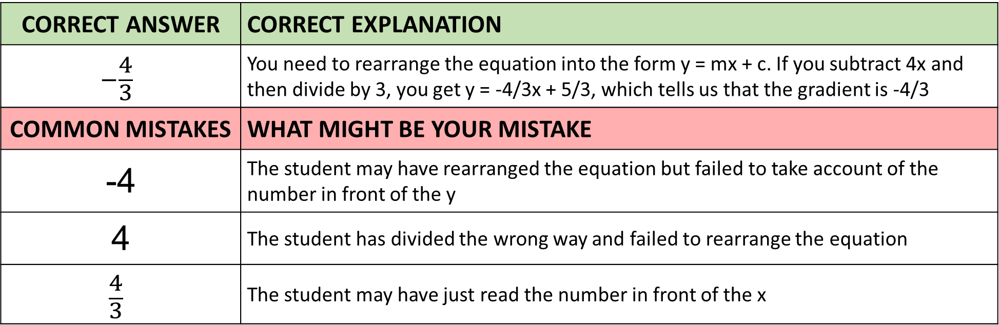 CORRECT ANSWER
CORRECT EXPLANATION
-4/3
You need to rearrange the equation into the form y = mx + c. If you subtract 4x and
then divide by 3, you get y = -4/3x + 5/3, which tells us that the gradient is -4/3
COMMON MISTAKES
WHAT MIGHT BE YOUR MISTAKE
-4
The student may have rearranged the equation but failed to take account of the
number in front of the y
4
The student has divided the wrong way and failed to rearrange the equation
4/3
The student may have just read the number in front of the x